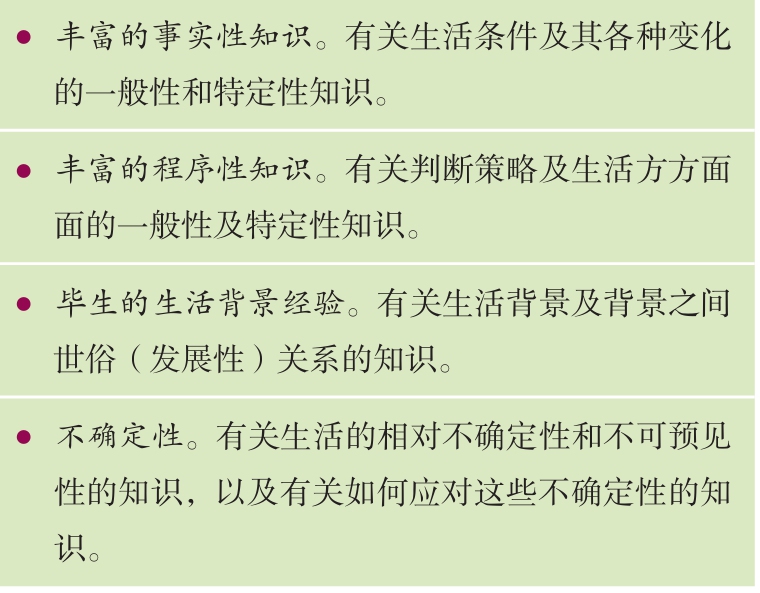 ● 丰富的事实性知识。有关生活条件及其各种变化
的一般性和特定性知识。
● 丰富的程序性知识。有关判断策略及生活方方面
面的一般性及特定性知识。
● 毕生的生活背景经验。有关生活背景及背景之间
世俗（发展性）关系的知识。
● 不确定性。有关生活的相对不确定性和不可预见
性的知识，以及有关如何应对这些不确定性的知
识。